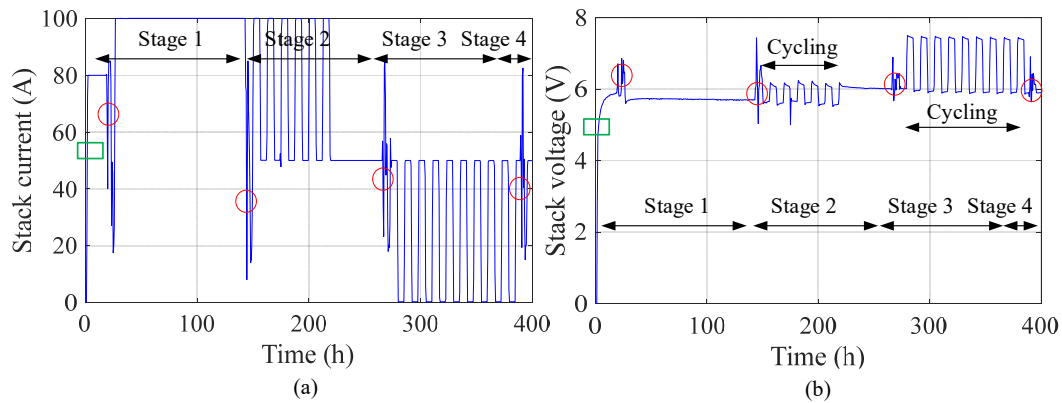 100
80
60
40
20
0
Stack current (A)
Stage 1
Stage 2
Stage 3
Stage 4
0
100
200
300
400
Time (h)
(a)
8
6
4
2
0
Stack voltage (V)
Cycling
Cycling
Stage 1
Stage 2
Stage 3
Stage 4
0
100
200
300
400
Time (h)
(b)